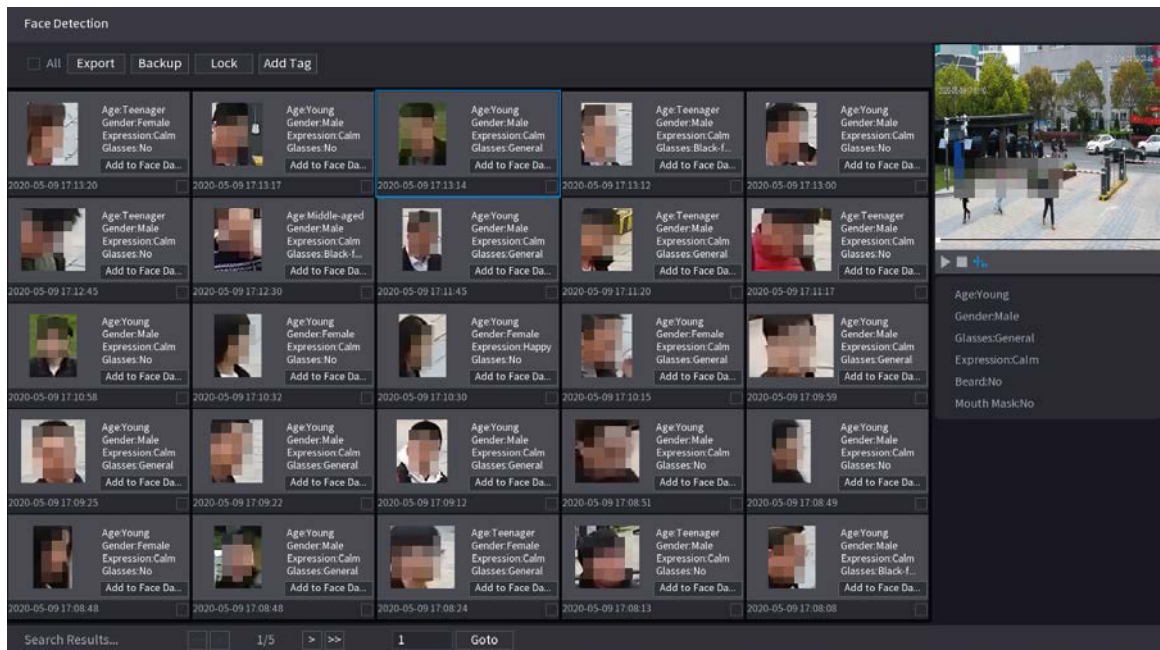 Face Detection
All Export Backup Lock Add Tag
Age:Teenager
Gender:Female
Expression:Calm
Glasses:No
Add to Face Da...
2020-05-09 17:13:20
Age:Young
Gender:Male
Expression:Calm
Glasses:No
Add to Face Da...
2020-05-09 17:13:17
Age:Young
Gender:Male
Expression:Calm
Glasses:General
Add to Face Da...
2020-05-09 17:13:14
Age:Teenager
Gender:Male
Expression:Calm
Glasses:Black-f...
Add to Face Da...
2020-05-09 17:13:12
Age:Young
Gender:Male
Expression:Calm
Glasses:No
Add to Face Da...
2020-05-09 17:13:00
Age:Teenager
Gender:Male
Expression:Calm
Glasses:No
Add to Face Da...
2020-05-09 17:12:45
Age:Middle-aged
Gender:Male
Expression:Calm
Glasses:Black-f...
Add to Face Da...
2020-05-09 17:12:30
Age:Young
Gender:Male
Expression:Calm
Glasses:General
Add to Face Da...
2020-05-09 17:11:45
Age:Teenager
Gender:Male
Expression:Calm
Glasses:General
Add to Face Da...
2020-05-09 17:11:20
Age:Teenager
Gender:Male
Expression:Calm
Glasses:No
Add to Face Da...
2020-05-09 17:11:17
Age:Young
Gender:Male
Expression:Calm
Glasses:No
Add to Face Da...
2020-05-09 17:10:58
Age:Young
Gender:Female
Expression:Calm
Glasses:No
Add to Face Da...
2020-05-09 17:10:32
Age:Young
Gender:Female
Expression:Happy
Glasses:No
Add to Face Da...
2020-05-09 17:10:30
Age:Young
Gender:Female
Expression:Calm
Glasses:General
Add to Face Da...
2020-05-09 17:10:15
Age:Young
Gender:Male
Expression:Calm
Glasses:General
Add to Face Da...
2020-05-09 17:09:59
Age:Young
Gender:Male
Expression:Calm
Glasses:General
Add to Face Da...
2020-05-09 17:09:25
Age:Young
Gender:Male
Expression:Calm
Glasses:General
Add to Face Da...
2020-05-09 17:09:22
Age:Young
Gender:Male
Expression:Calm
Glasses:General
Add to Face Da...
2020-05-09 17:09:12
Age:Young
Gender:Male
Expression:Calm
Glasses:No
Add to Face Da...
2020-05-09 17:08:51
Age:Young
Gender:Male
Expression:Calm
Glasses:No
Add to Face Da...
2020-05-09 17:08:49
Age:Young
Gender:Female
Expression:Calm
Glasses:No
Add to Face Da...
2020-05-09 17:08:48
Age:Young
Gender:Male
Expression:Calm
Glasses:General
Add to Face Da...
2020-05-09 17:08:48
Age:Teenager
Gender:Female
Expression:Calm
Glasses:General
Add to Face Da...
2020-05-09 17:08:24
Age:Teenager
Gender:Male
Expression:Calm
Glasses:No
Add to Face Da...
2020-05-09 17:08:13
Age:Young
Gender:Male
Expression:Calm
Glasses:Black-f...
Add to Face Da...
2020-05-09 17:08:08
Age:Young
Gender:Male
Glasses:General
Expression:Calm
Beard:No
Mouth Mask:No
Search Results... 1/5 > >> 1 Goto